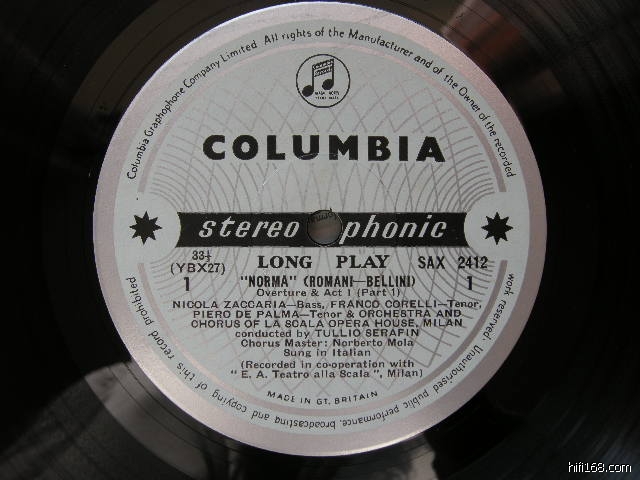 Columbia Graphophone Company Limited. All rights of the Manufacturer and of the Owner of the recorded
work reserved. Unauthorised public performance, broadcasting and copying of this record prohibited
COLUMBIA
stereophonic
33⅓
(YBX27)
LONG PLAY
SAX 2412
1
"NORMA" (ROMANI—BELLINI)
1
Overture & Act 1 (Part 1)
NICOLA ZACCARIA—Bass, FRANCO CORELLI—Tenor,
PIERO DE PALMA—Tenor & ORCHESTRA AND
CHORUS OF LA SCALA OPERA HOUSE, MILAN
conducted by TULLIO SERAFIN
Chorus Master: Norberto Mola
Sung in Italian
(Recorded in co-operation with
"E. A. Teatro alla Scala", Milan)
MADE IN GT. BRITAIN
hifi168.com